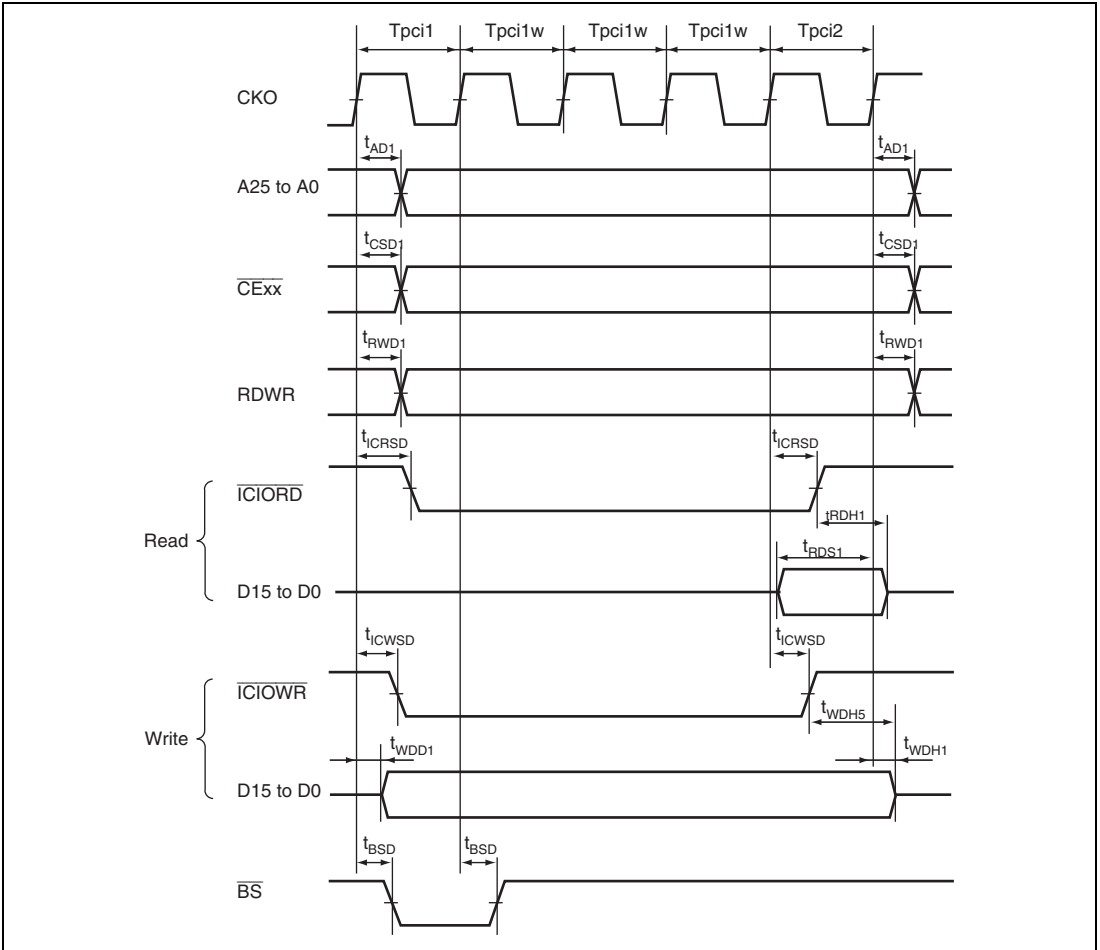 Tpci1 Tpci1w Tpci1w Tpci1w Tpci2
CKO
tAD1 tAD1
A25 to A0
tCSD1 tCSD1
CExx
tRWD1 tRWD1
RDWR
tICRSD tICRSD
ICIORD
tRDH1
Read
tRDS1
D15 to D0
tICWSD tICWSD
ICIOWR
tWDH5
Write
tWDD1 tWDH1
D15 to D0
tBSD tBSD
BS